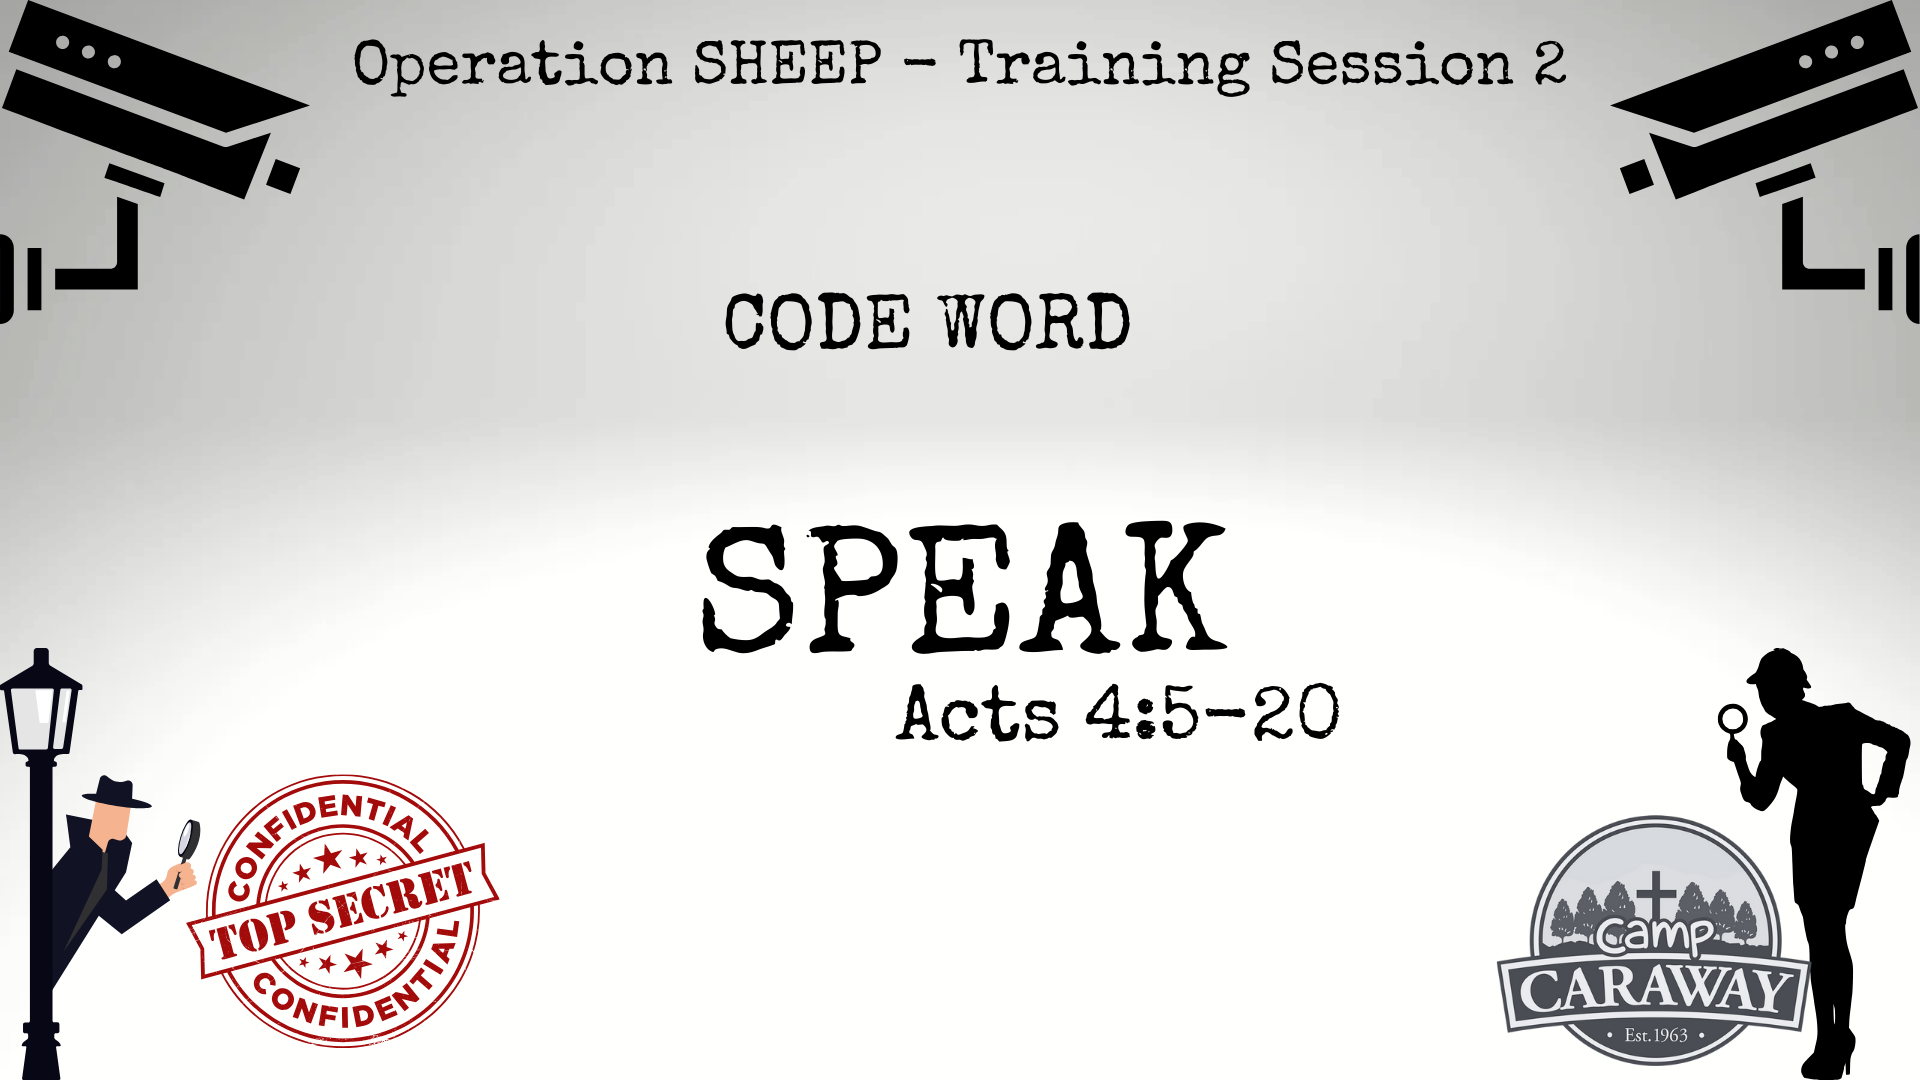 Operation SHEEP - Training Session 2
CODE WORD
SPEAK
Acts 4:5-20
CONFIDENTIAL
TOP SECRET
CONFIDENTIAL
camp
CARAWAY
• Est.1963 •